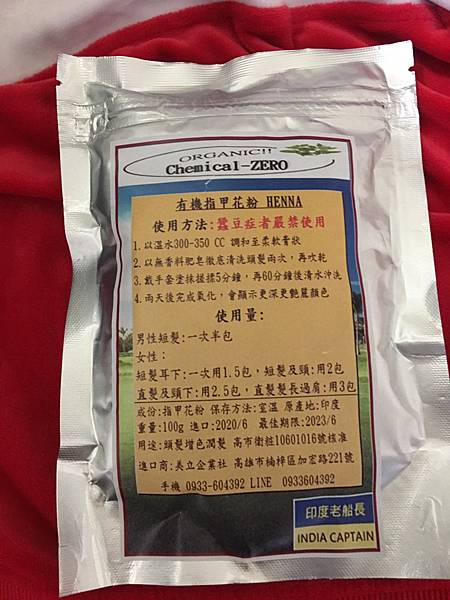 ORGANIC!!
Chemical-ZERO
有機指甲花粉 HENNA
使用方法:蠶豆症者嚴禁使用
1.以溫水300-350 CC 調和至柔軟膏狀
2.以無香料肥皂徹底清洗頭髮兩次，再吹乾
3.戴手套塗抹搓揉5分鐘，再60分鐘後清水沖洗
4.兩天後完成氧化，會顯示更深更艷麗顏色
使用量:
男性短髮:一次半包
女性：
短髮耳下:一次用1.5包，短髮及頸:用2包
直髮及頸下:用2.5包，直髮髮長過肩:用3包
成份:指甲花粉 保存方法:室溫 原產地:印度
重量:100g 進口:2020/6 最佳期限:2023/6
用途:頭髮增色潤髮 高市衛粧10601016號核准
進口商:美立企業社 高雄市楠梓區加宏路221號
手機 0933-604392 LINE 0933604392
印度老船長
INDIA CAPTAIN